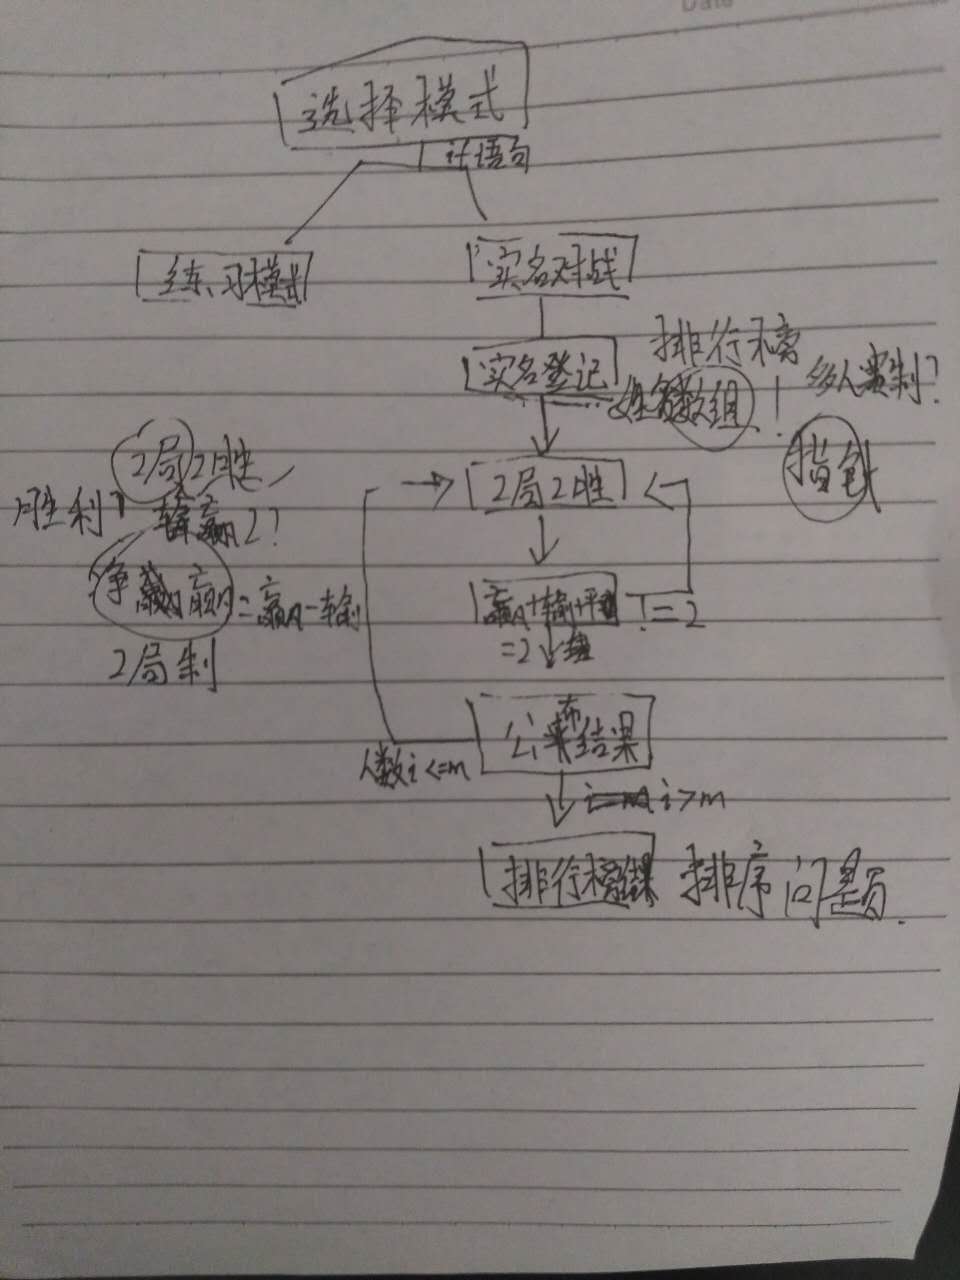 Date
选择模式
if语句
练习模式
实名对战
实名登记
排行榜
多人赛制?
姓名数组!
指针
2局2胜
胜利?
输赢2?
净赢=赢-输
2局制
2局2胜
赢+输+平 !=2
=2
公布结果
人数i<=m
i>m
排行榜结果
排序问题.